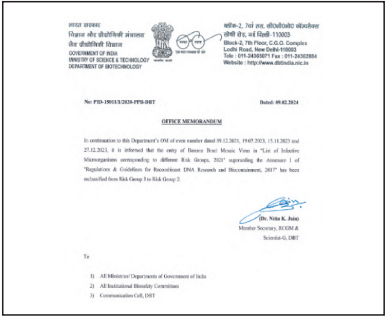 भारत सरकार
विज्ञान और प्रौद्योगिकी मंत्रालय
जैव प्रौद्योगिकी विभाग
GOVERNMENT OF INDIA
MINISTRY OF SCIENCE & TECHNOLOGY
DEPARTMENT OF BIOTECHNOLOGY
ब्लॉक-2, 7वां तल, सीजीओ कॉम्प्लेक्स
लोधी रोड, नई दिल्ली-110003
Block-2, 7th Floor, C.G.O. Complex
Lodhi Road, New Delhi-110003
Website : http://www.dbtindia.nic.in
Dated: 09.02.2024
OFFICE MEMORANDUM
In continuation to this Department's OM of even number dated 09.12.2021, 19.07.2023, 15.11.2023 and
27.12.2023, it is informed that the entry of Banana Bract Mosaic Virus in "List of Infective
Microorganisms corresponding to different Risk Groups, 2021" superseding the Annexure 1 of
"Regulations & Guidelines for Recombinant DNA Research and Biocontainment, 2017" has been
reclassified from Risk Group 3 to Risk Group 2.
(Dr. Nitin K. Jain)
Member Secretary, RCGM &
Scientist-G, DBT
To
1) All Ministries/ Departments of Government of India
2) All Institutional Biosafety Committees
3) Communication Cell, DBT